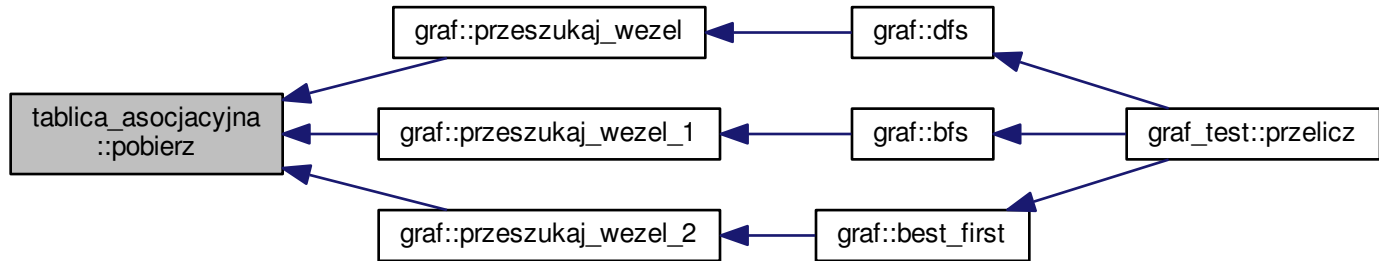 tablica_asocjacyjna
::pobierz
graf::przeszukaj_wezel
graf::dfs
graf::przeszukaj_wezel_1
graf::bfs
graf_test::przelicz
graf::przeszukaj_wezel_2
graf::best_first